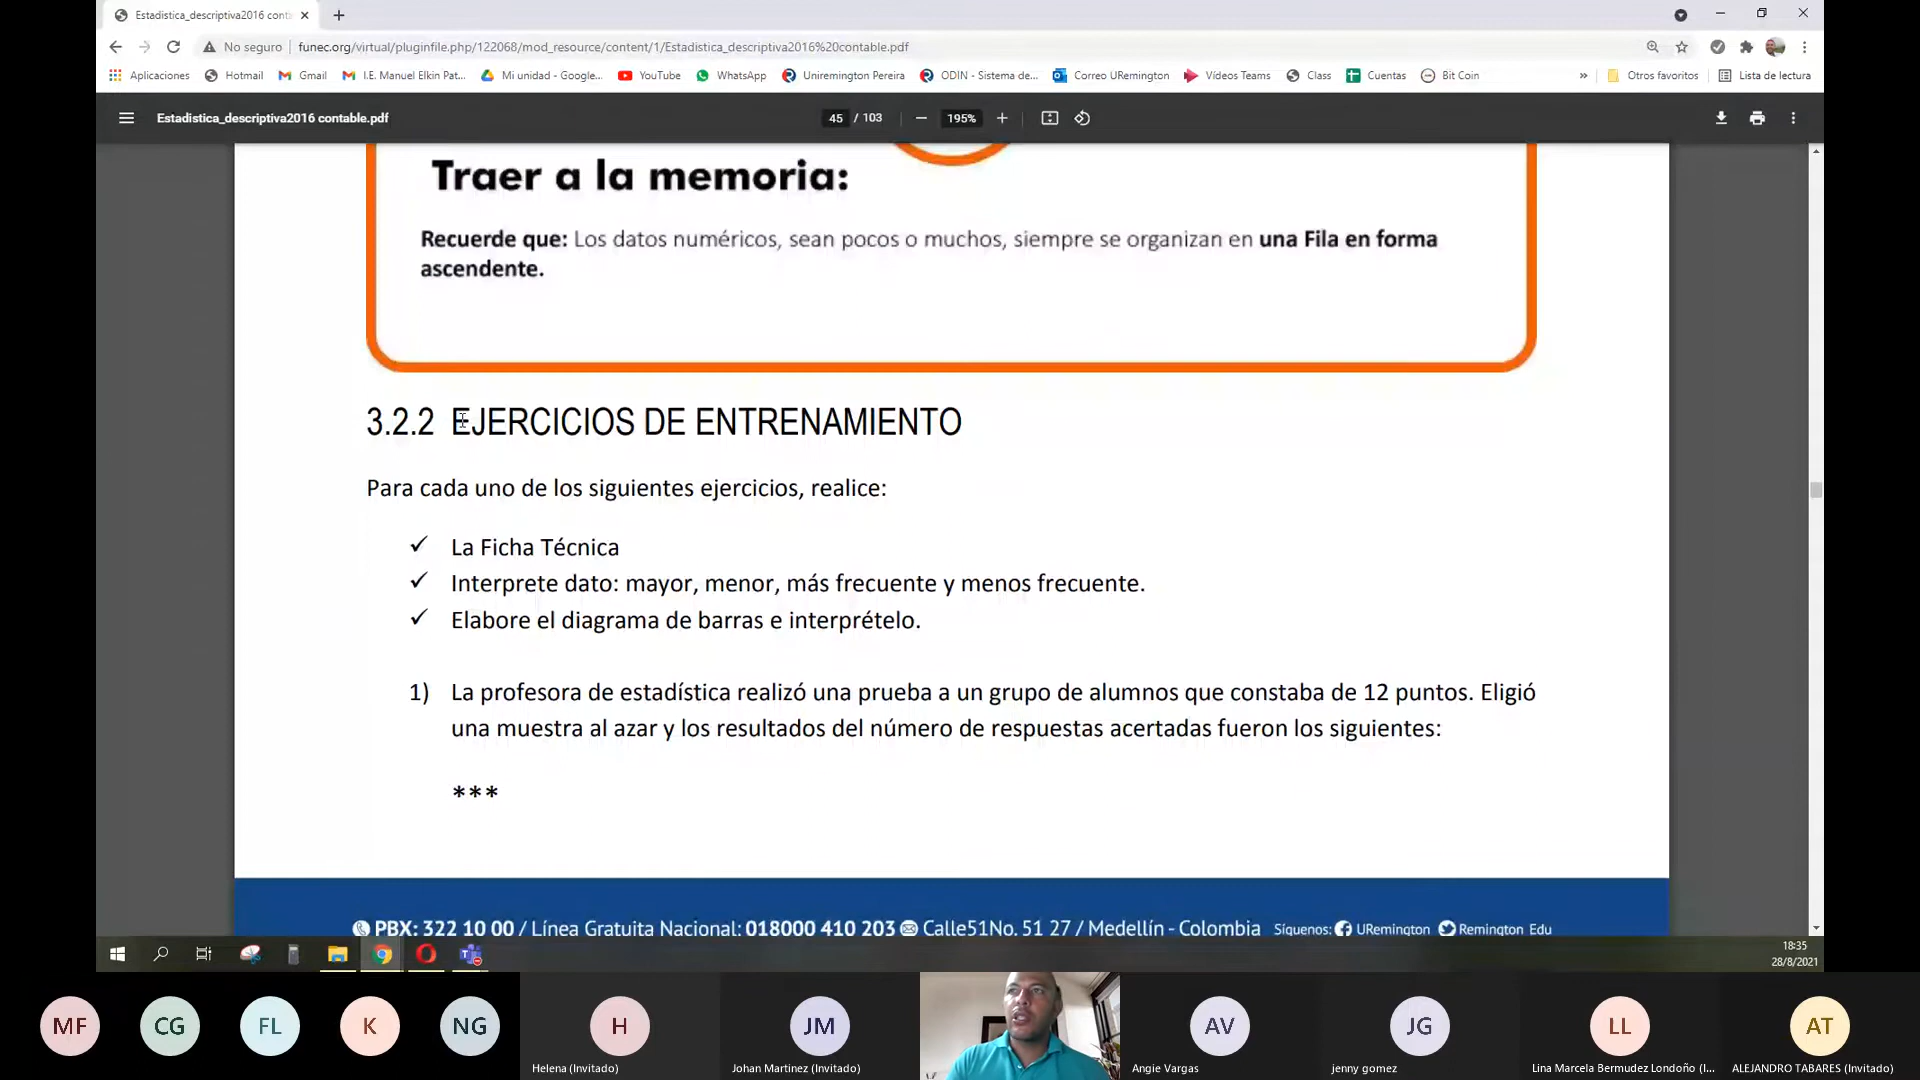 Estadistica_descriptiva2016 cont
No seguro
funec.org/virtual/pluginfile.php/122068/mod_resource/content/1/Estadistica_descriptiva2016%20contable.pdf
Aplicaciones Hotmail Gmail I.E. Manuel Elkin Pat... Mi unidad - Google... YouTube WhatsApp Uniremington Pereira ODIN - Sistema de... Correo URemington Vídeos Teams Class Cuentas Bit Coin » Otros favoritos Lista de lectura
Estadistica_descriptiva2016 contable.pdf 45 / 103 − 195% +
Traer a la memoria:
Recuerde que: Los datos numéricos, sean pocos o muchos, siempre se organizan en una Fila en forma
ascendente.
3.2.2 EJERCICIOS DE ENTRENAMIENTO
Para cada uno de los siguientes ejercicios, realice:
✓ La Ficha Técnica
✓ Interprete dato: mayor, menor, más frecuente y menos frecuente.
✓ Elabore el diagrama de barras e interprételo.
1) La profesora de estadística realizó una prueba a un grupo de alumnos que constaba de 12 puntos. Eligió
una muestra al azar y los resultados del número de respuestas acertadas fueron los siguientes:
***
PBX: 322 10 00 / Línea Gratuita Nacional: 018000 410 203 Calle51No. 51 27 / Medellín - Colombia Síguenos: URemington Remington_Edu
18:35
28/8/2021
MF CG FL K NG H JM AV JG LL AT
Helena (Invitado) Johan Martinez (Invitado) Angie Vargas jenny gomez Lina Marcela Bermudez Londoño (I... ALEJANDRO TABARES (Invitado)